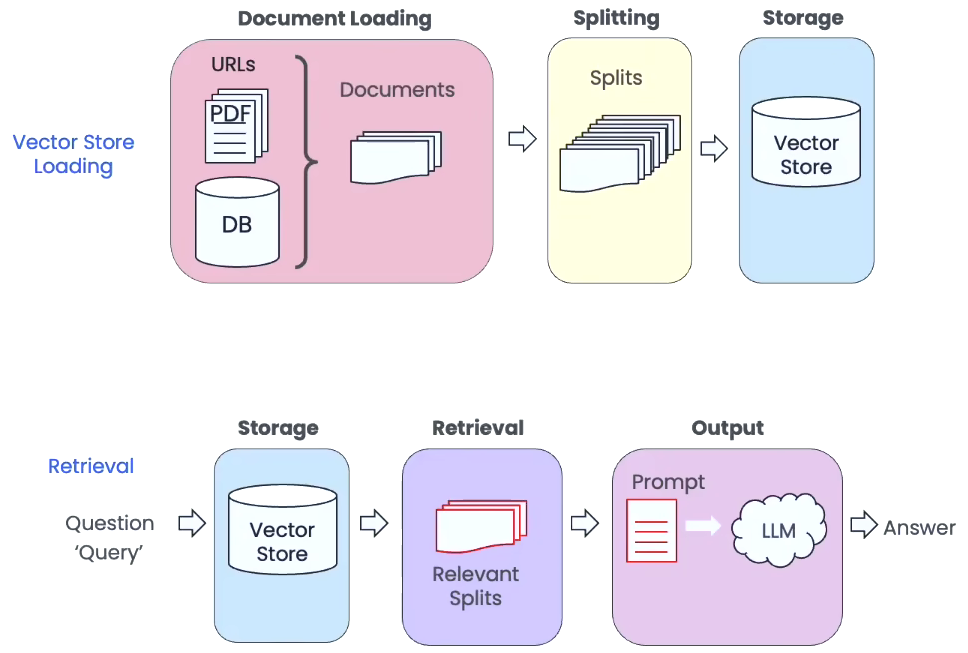 Document Loading
Splitting
Storage
URLs
Documents
Splits
PDF
Vector Store
Loading
Vector
Store
DB
Storage
Retrieval
Output
Retrieval
Prompt
Question
‘Query’
Vector
Store
LLM
Answer
Relevant
Splits